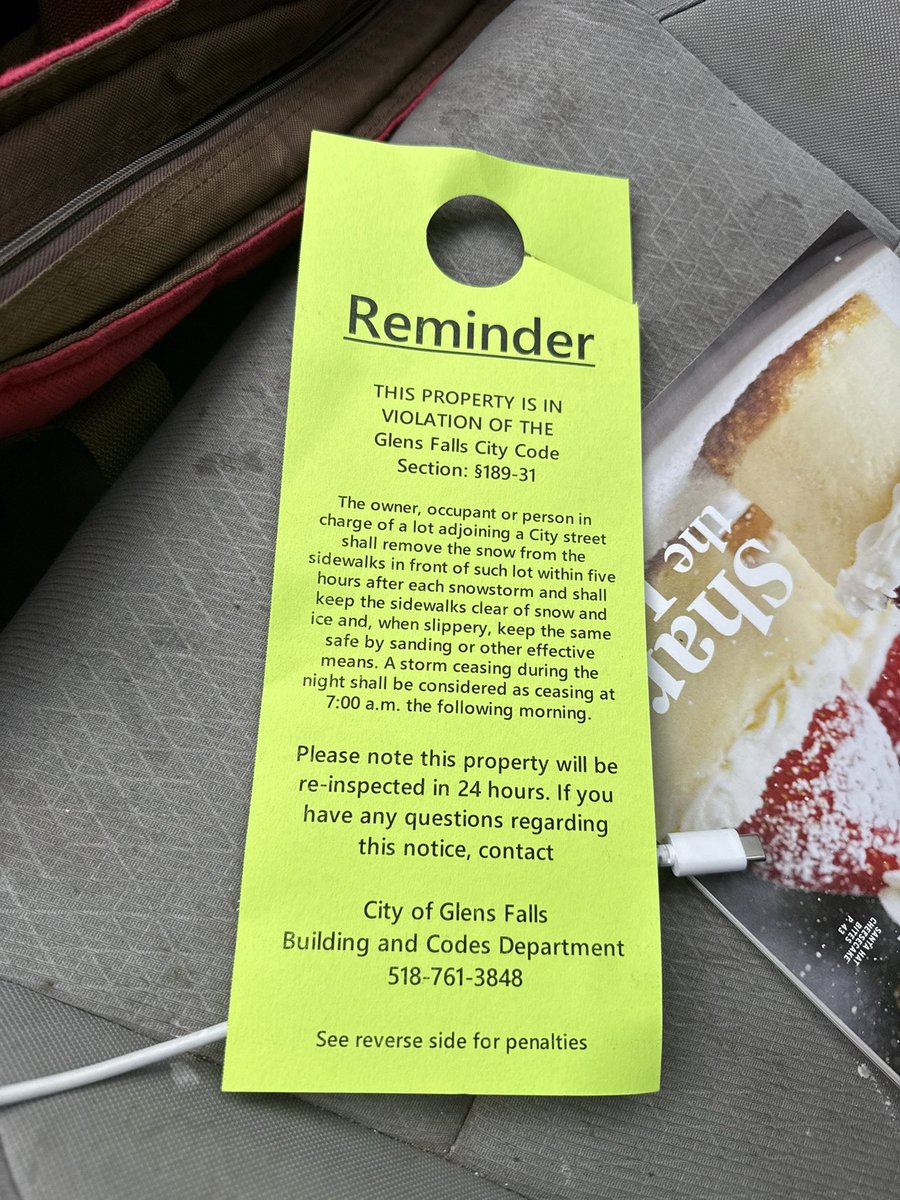 Reminder
THIS PROPERTY IS IN
VIOLATION OF THE
Glens Falls City Code
Section: §189-31
The owner, occupant or person in
charge of a lot adjoining a City street
shall remove the snow from the
sidewalks in front of such lot within five
hours after each snowstorm and shall
keep the sidewalks clear of snow and
ice and, when slippery, keep the same
safe by sanding or other effective
means. A storm ceasing during the
night shall be considered as ceasing at
7:00 a.m. the following morning.
Please note this property will be
re-inspected in 24 hours. If you
have any questions regarding
this notice, contact
City of Glens Falls
Building and Codes Department
518-761-3848
See reverse side for penalties
the
SANTA HAT
CHEESECAKE
BITES
P. 43